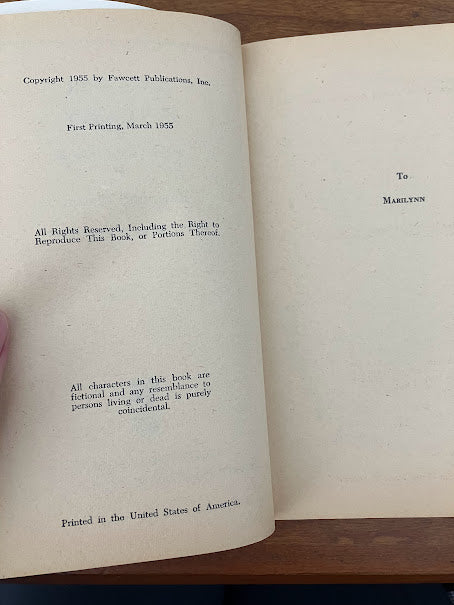 Copyright 1955 by Fawcett Publications, Inc.
First Printing, March 1955
All Rights Reserved, Including the Right to
Reproduce This Book, or Portions Thereof.
All characters in this book are
fictional and any resemblance to
persons living or dead is purely
coincidental.
Printed in the United States of America.
To
MARILYNN